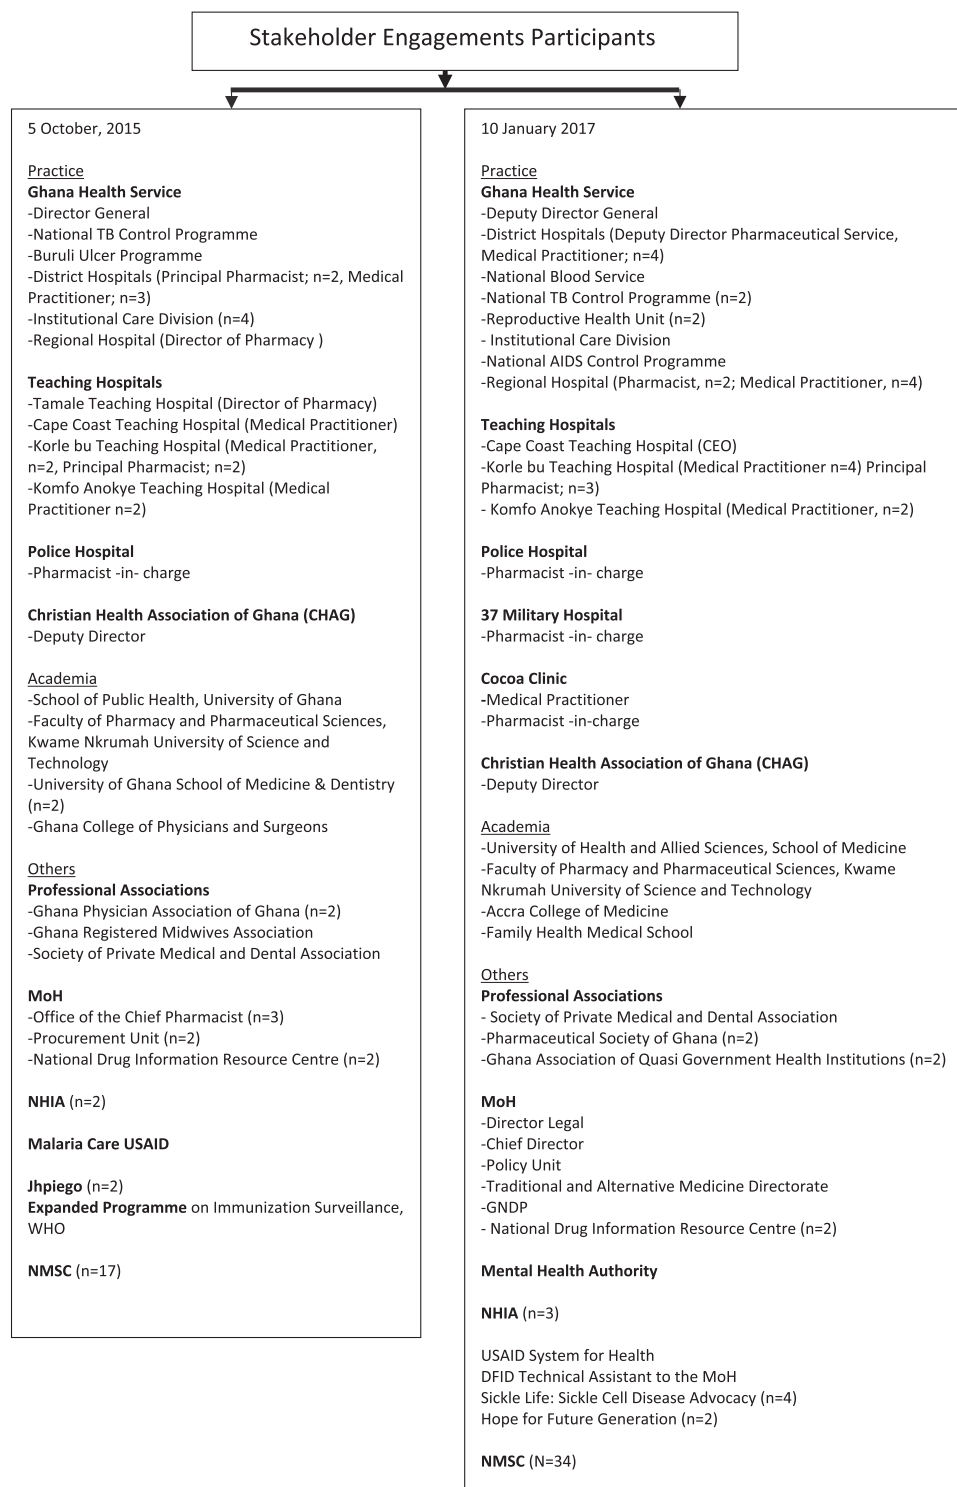 Stakeholder Engagements Participants
5 October, 2015
Practice
Ghana Health Service
-Director General
-National TB Control Programme
-Buruli Ulcer Programme
-District Hospitals (Principal Pharmacist; n=2, Medical
Practitioner; n=3)
-Institutional Care Division (n=4)
-Regional Hospital (Director of Pharmacy )
Teaching Hospitals
-Tamale Teaching Hospital (Director of Pharmacy)
-Cape Coast Teaching Hospital (Medical Practitioner)
-Korle bu Teaching Hospital (Medical Practitioner,
n=2, Principal Pharmacist; n=2)
-Komfo Anokye Teaching Hospital (Medical
Practitioner n=2)
Police Hospital
-Pharmacist -in- charge
Christian Health Association of Ghana (CHAG)
-Deputy Director
Academia
-School of Public Health, University of Ghana
-Faculty of Pharmacy and Pharmaceutical Sciences,
Kwame Nkrumah University of Science and
Technology
-University of Ghana School of Medicine & Dentistry
(n=2)
-Ghana College of Physicians and Surgeons
Others
Professional Associations
-Ghana Physician Association of Ghana (n=2)
-Ghana Registered Midwives Association
-Society of Private Medical and Dental Association
MoH
-Office of the Chief Pharmacist (n=3)
-Procurement Unit (n=2)
-National Drug Information Resource Centre (n=2)
NHIA (n=2)
Malaria Care USAID
Jhpiego (n=2)
Expanded Programme on Immunization Surveillance,
WHO
NMSC (n=17)
10 January 2017
Practice
Ghana Health Service
-Deputy Director General
-District Hospitals (Deputy Director Pharmaceutical Service,
Medical Practitioner; n=4)
-National Blood Service
-National TB Control Programme (n=2)
-Reproductive Health Unit (n=2)
- Institutional Care Division
-National AIDS Control Programme
-Regional Hospital (Pharmacist, n=2; Medical Practitioner, n=4)
Teaching Hospitals
-Cape Coast Teaching Hospital (CEO)
-Korle bu Teaching Hospital (Medical Practitioner n=4) Principal
Pharmacist; n=3)
- Komfo Anokye Teaching Hospital (Medical Practitioner, n=2)
Police Hospital
-Pharmacist -in- charge
37 Military Hospital
-Pharmacist -in- charge
Cocoa Clinic
-Medical Practitioner
-Pharmacist -in-charge
Christian Health Association of Ghana (CHAG)
-Deputy Director
Academia
-University of Health and Allied Sciences, School of Medicine
-Faculty of Pharmacy and Pharmaceutical Sciences, Kwame
Nkrumah University of Science and Technology
-Accra College of Medicine
-Family Health Medical School
Others
Professional Associations
- Society of Private Medical and Dental Association
-Pharmaceutical Society of Ghana (n=2)
-Ghana Association of Quasi Government Health Institutions (n=2)
MoH
-Director Legal
-Chief Director
-Policy Unit
-Traditional and Alternative Medicine Directorate
-GNDP
- National Drug Information Resource Centre (n=2)
Mental Health Authority
NHIA (n=3)
USAID System for Health
DFID Technical Assistant to the MoH
Sickle Life: Sickle Cell Disease Advocacy (n=4)
Hope for Future Generation (n=2)
NMSC (N=34)